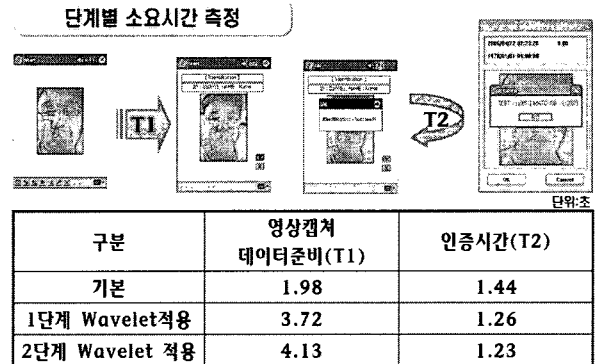 단계별 소요시간 측정
T1
T2
OK
Cancel
단위:초
구분
영상캡쳐
데이터준비(T1)
인증시간(T2)
기본
1.98
1.44
1단계 Wavelet적용
3.72
1.26
2단계 Wavelet 적용
4.13
1.23